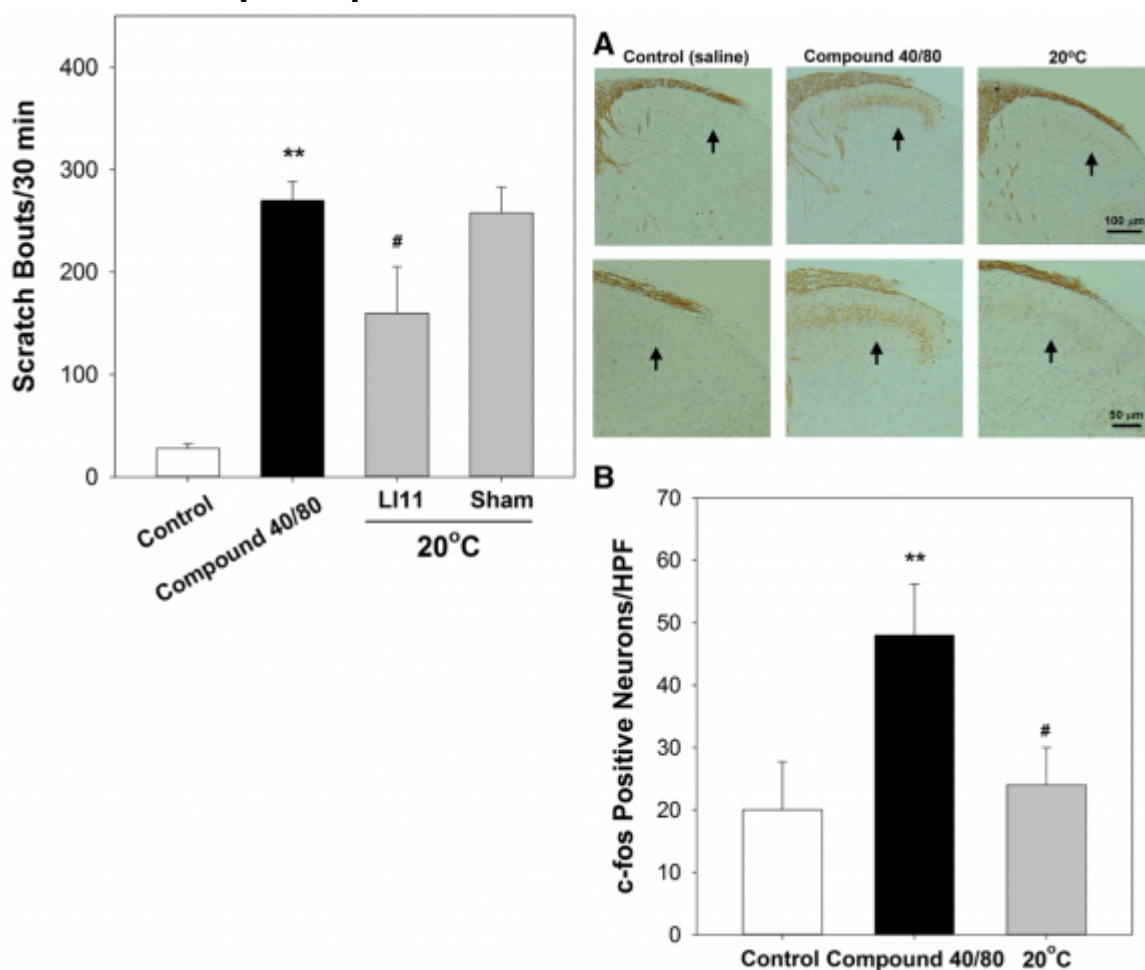 Scratch Bouts/30 min
400
300
200
100
0
**
#
Control
Compound 40/80
LI11
Sham
20°C
A
Control (saline)
Compound 40/80
20°C
100 µm
50 µm
B
c-fos Positive Neurons/HPF
70
60
50
40
30
20
10
0
**
#
Control Compound 40/80 20°C